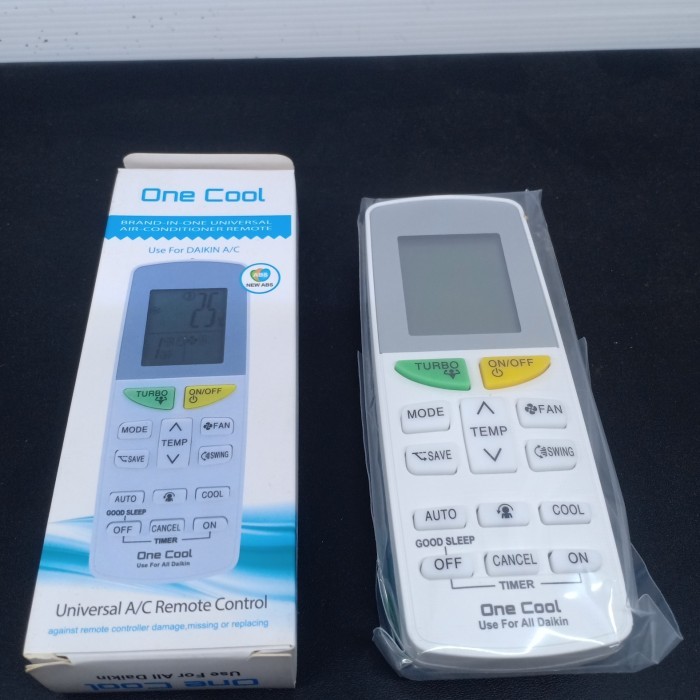 One Cool
BRAND-IN-ONE UNIVERSAL
AIR-CONDITIONER REMOTE
Use For DAIKIN A/C
ABS
NEW ABS
25
TURBO
ON/OFF
MODE
TEMP
FAN
SAVE
SWING
AUTO
COOL
GOOD SLEEP
OFF
CANCEL
ON
TIMER
One Cool
Use For All Daikin
Universal A/C Remote Control
against remote controller damage,missing or replacing
One Cool
Use For All Daikin
TURBO
ON/OFF
MODE
TEMP
FAN
SAVE
SWING
AUTO
COOL
GOOD SLEEP
OFF
CANCEL
ON
TIMER
One Cool
Use For All Daikin